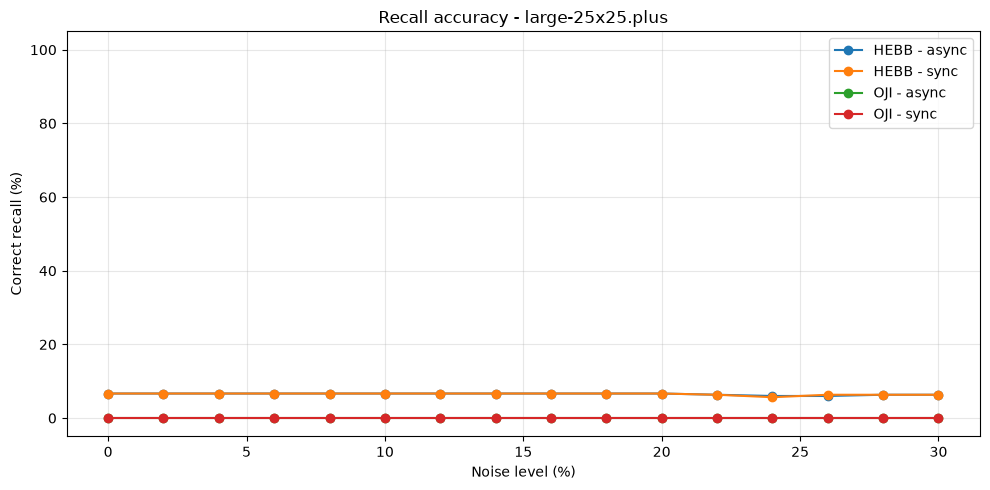 Recall accuracy - large-25x25.plus
Correct recall (%)
100
80
60
40
20
0
HEBB - async
HEBB - sync
OJI - async
OJI - sync
0 5 10 15 20 25 30
Noise level (%)